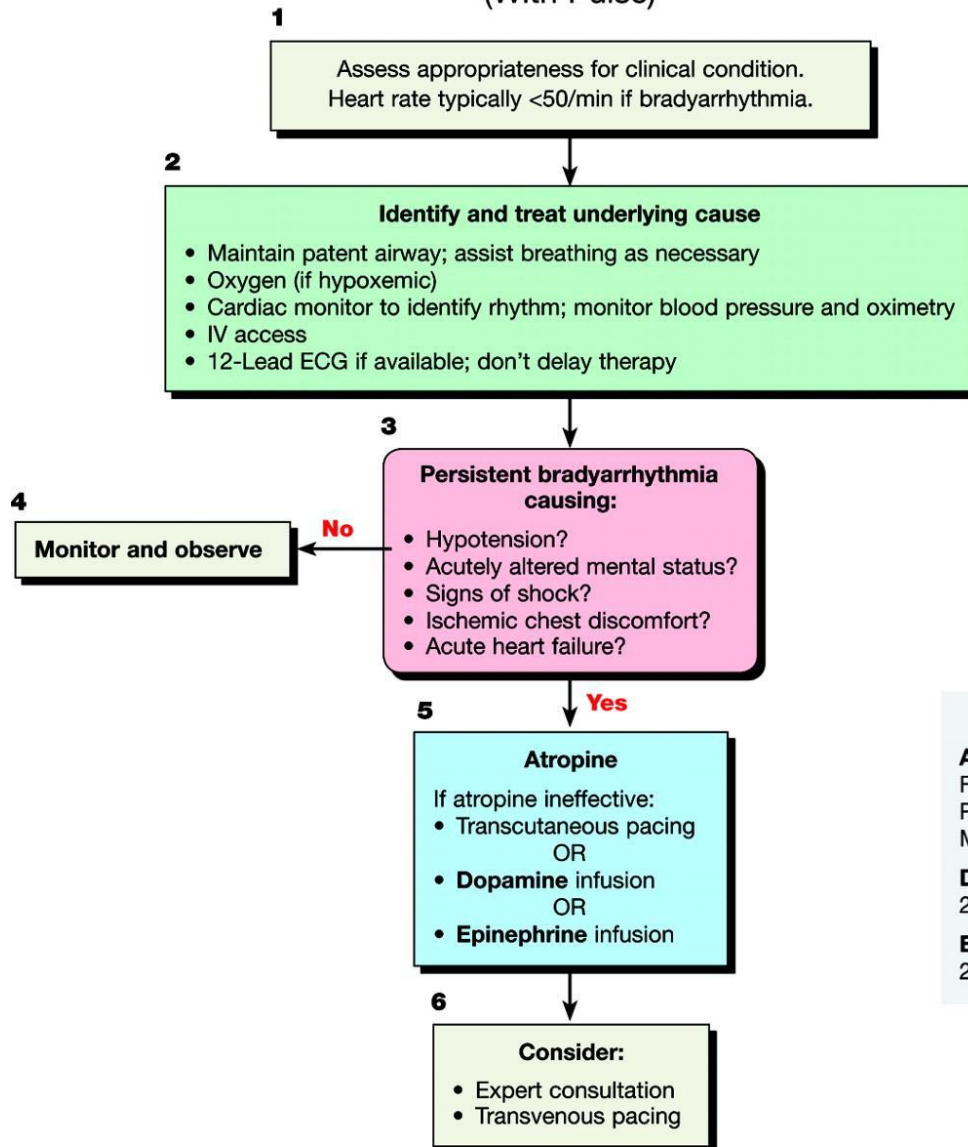 (With Pulse)
1
Assess appropriateness for clinical condition.
Heart rate typically <50/min if bradyarrhythmia.
2
Identify and treat underlying cause
• Maintain patent airway; assist breathing as necessary
• Oxygen (if hypoxemic)
• Cardiac monitor to identify rhythm; monitor blood pressure and oximetry
• IV access
• 12-Lead ECG if available; don't delay therapy
3
Persistent bradyarrhythmia
causing:
• Hypotension?
• Acutely altered mental status?
• Signs of shock?
• Ischemic chest discomfort?
• Acute heart failure?
4
No
Monitor and observe
Yes
5
Atropine
If atropine ineffective:
• Transcutaneous pacing
OR
• Dopamine infusion
OR
• Epinephrine infusion
6
Consider:
• Expert consultation
• Transvenous pacing